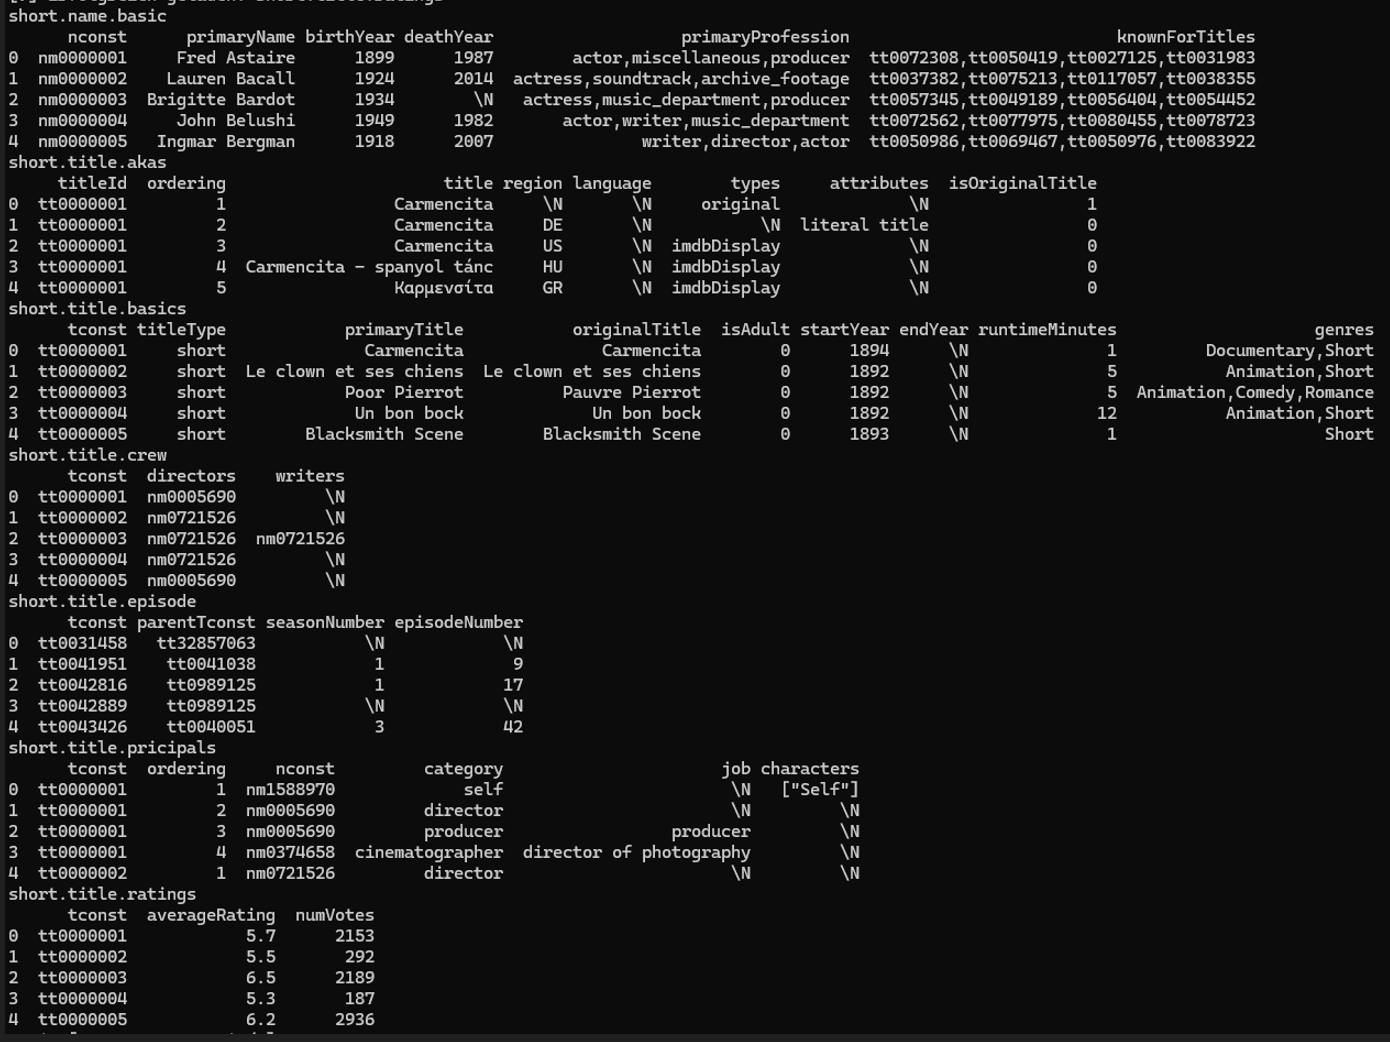 short.name.basic
nconst primaryName birthYear deathYear primaryProfession knownForTitles
0 nm0000001 Fred Astaire 1899 1987 actor,miscellaneous,producer tt0072308,tt0050419,tt0027125,tt0031983
1 nm0000002 Lauren Bacall 1924 2014 actress,soundtrack,archive_footage tt0037382,tt0075213,tt0117057,tt0038355
2 nm0000003 Brigitte Bardot 1934 \N actress,music_department,producer tt0057345,tt0049189,tt0056404,tt0054452
3 nm0000004 John Belushi 1949 1982 actor,writer,music_department tt0072562,tt0077975,tt0080455,tt0078723
4 nm0000005 Ingmar Bergman 1918 2007 writer,director,actor tt0050986,tt0069467,tt0050976,tt0083922
short.title.akas
titleId ordering title region language types attributes isOriginalTitle
0 tt0000001 1 Carmencita \N \N original \N 1
1 tt0000001 2 Carmencita DE \N \N literal title 0
2 tt0000001 3 Carmencita US \N imdbDisplay \N 0
3 tt0000001 4 Carmencita - spanyol tánc HU \N imdbDisplay \N 0
4 tt0000001 5 Καρμενσίτα GR \N imdbDisplay \N 0
short.title.basics
tconst titleType primaryTitle originalTitle isAdult startYear endYear runtimeMinutes genres
0 tt0000001 short Carmencita Carmencita 0 1894 \N 1 Documentary,Short
1 tt0000002 short Le clown et ses chiens Le clown et ses chiens 0 1892 \N 5 Animation,Short
2 tt0000003 short Poor Pierrot Pauvre Pierrot 0 1892 \N 5 Animation,Comedy,Romance
3 tt0000004 short Un bon bock Un bon bock 0 1892 \N 12 Animation,Short
4 tt0000005 short Blacksmith Scene Blacksmith Scene 0 1893 \N 1 Short
short.title.crew
tconst directors writers
0 tt0000001 nm0005690 \N
1 tt0000002 nm0721526 \N
2 tt0000003 nm0721526 nm0721526
3 tt0000004 nm0721526 \N
4 tt0000005 nm0005690 \N
short.title.episode
tconst parentTconst seasonNumber episodeNumber
0 tt0031458 tt32857063 \N \N
1 tt0041951 tt0041038 1 9
2 tt0042816 tt0989125 1 17
3 tt0042889 tt0989125 \N \N
4 tt0043426 tt0040051 3 42
short.title.pricipals
tconst ordering nconst category job characters
0 tt0000001 1 nm1588970 self \N ["Self"]
1 tt0000001 2 nm0005690 director \N \N
2 tt0000001 3 nm0005690 producer producer \N
3 tt0000001 4 nm0374658 cinematographer director of photography \N
4 tt0000002 1 nm0721526 director \N \N
short.title.ratings
tconst averageRating numVotes
0 tt0000001 5.7 2153
1 tt0000002 5.5 292
2 tt0000003 6.5 2189
3 tt0000004 5.3 187
4 tt0000005 6.2 2936